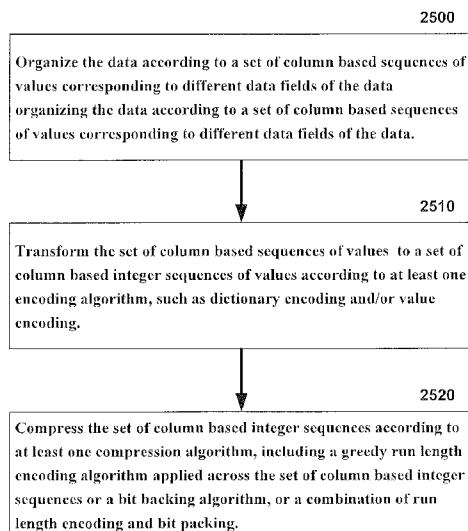 2500
Organize the data according to a set of column based sequences of
values corresponding to different data fields of the data
organizing the data according to a set of column based sequences
of values corresponding to different data fields of the data.
2510
Transform the set of column based sequences of values to a set of
column based integer sequences of values according to at least one
encoding algorithm, such as dictionary encoding and/or value
encoding.
2520
Compress the set of column based integer sequences according to
at least one compression algorithm, including a greedy run length
encoding algorithm applied across the set of column based integer
sequences or a bit backing algorithm, or a combination of run
length encoding and bit packing.